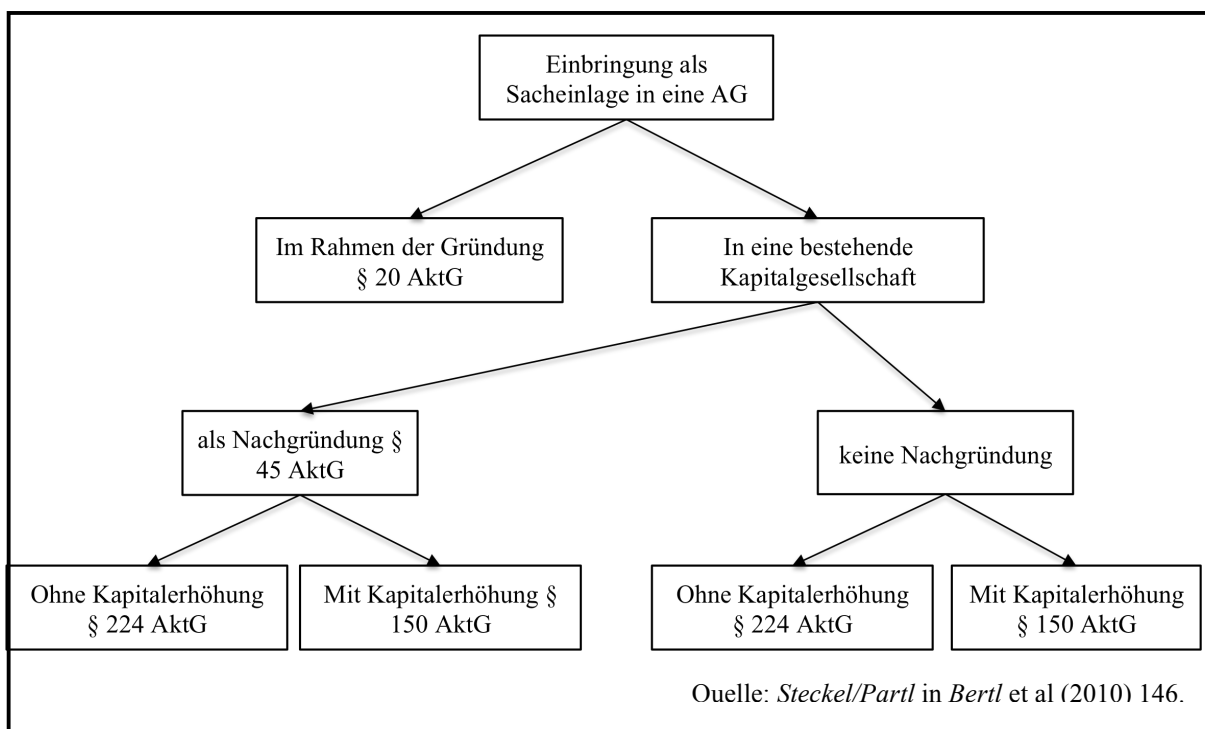 Einbringung als
Sacheinlage in eine AG
Im Rahmen der Gründung
§ 20 AktG
In eine bestehende
Kapitalgesellschaft
als Nachgründung §
45 AktG
keine Nachgründung
Ohne Kapitalerhöhung
§ 224 AktG
Mit Kapitalerhöhung §
150 AktG
Ohne Kapitalerhöhung
§ 224 AktG
Mit Kapitalerhöhung
§ 150 AktG
Quelle: Steckel/Partl in Bertl et al (2010) 146.